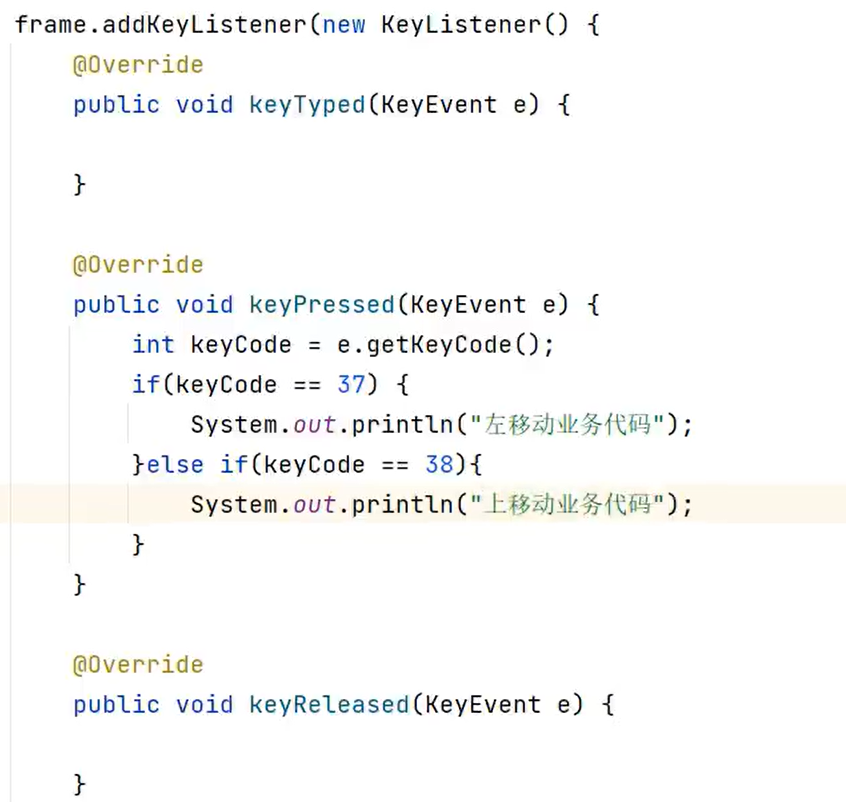 frame.addKeyListener(new KeyListener() {
@Override
public void keyTyped(KeyEvent e) {
}
@Override
public void keyPressed(KeyEvent e) {
int keyCode = e.getKeyCode();
if(keyCode == 37) {
System.out.println("左移动业务代码");
}else if(keyCode == 38){
System.out.println("上移动业务代码");
}
}
@Override
public void keyReleased(KeyEvent e) {
}